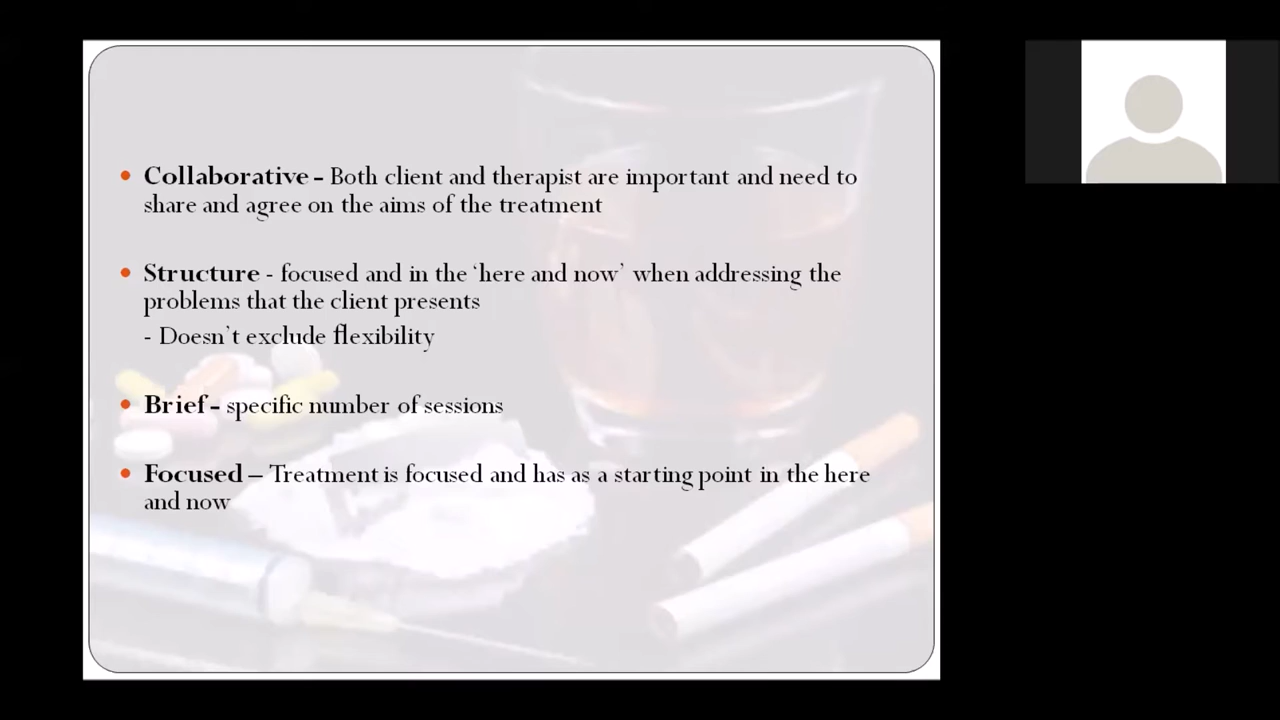 • Collaborative - Both client and therapist are important and need to
share and agree on the aims of the treatment
• Structure - focused and in the ‘here and now’ when addressing the
problems that the client presents
- Doesn’t exclude flexibility
• Brief - specific number of sessions
• Focused – Treatment is focused and has as a starting point in the here
and now